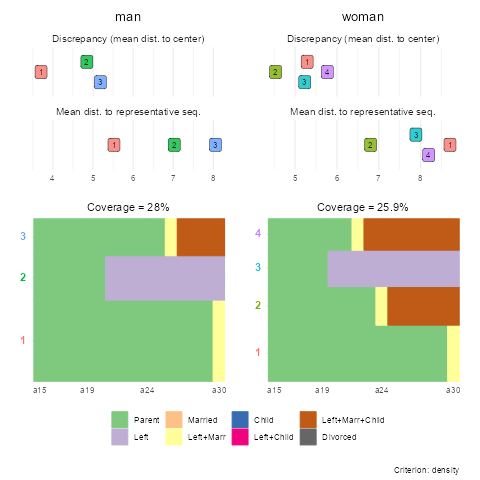 man woman
Discrepancy (mean dist. to center) Discrepancy (mean dist. to center)
2 1
1 2 4
3 3
Mean dist. to representative seq. Mean dist. to representative seq.
3
1 2 3 2 1
4
4 5 6 7 8 5 6 7 8
Coverage = 28% Coverage = 25.9%
3 4
2 3
2
1 1
a15 a19 a24 a30 a15 a19 a24 a30
Parent Married Child Left+Marr+Child
Left Left+Marr Left+Child Divorced
Criterion: density